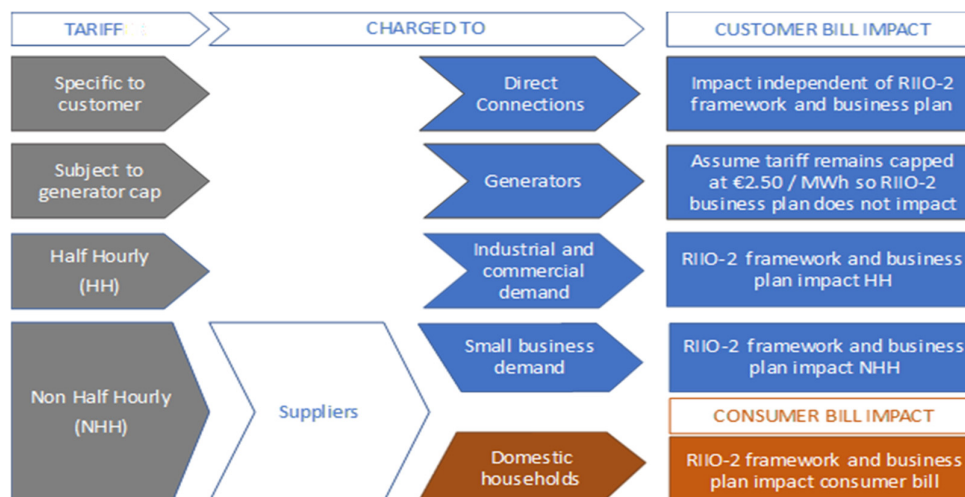 TARIFF
CHARGED TO
CUSTOMER BILL IMPACT
Specific to
customer
Direct
Connections
Impact independent of RIIO-2
framework and business plan
Subject to
generator cap
Generators
Assume tariff remains capped
at €2.50 / MWh so RIIO-2
business plan does not impact
Half Hourly
(HH)
Industrial and
commercial
demand
RIIO-2 framework and business
plan impact HH
Non Half Hourly
(NHH)
Suppliers
Small business
demand
RIIO-2 framework and business
plan impact NHH
CONSUMER BILL IMPACT
Domestic
households
RIIO-2 framework and business
plan impact consumer bill